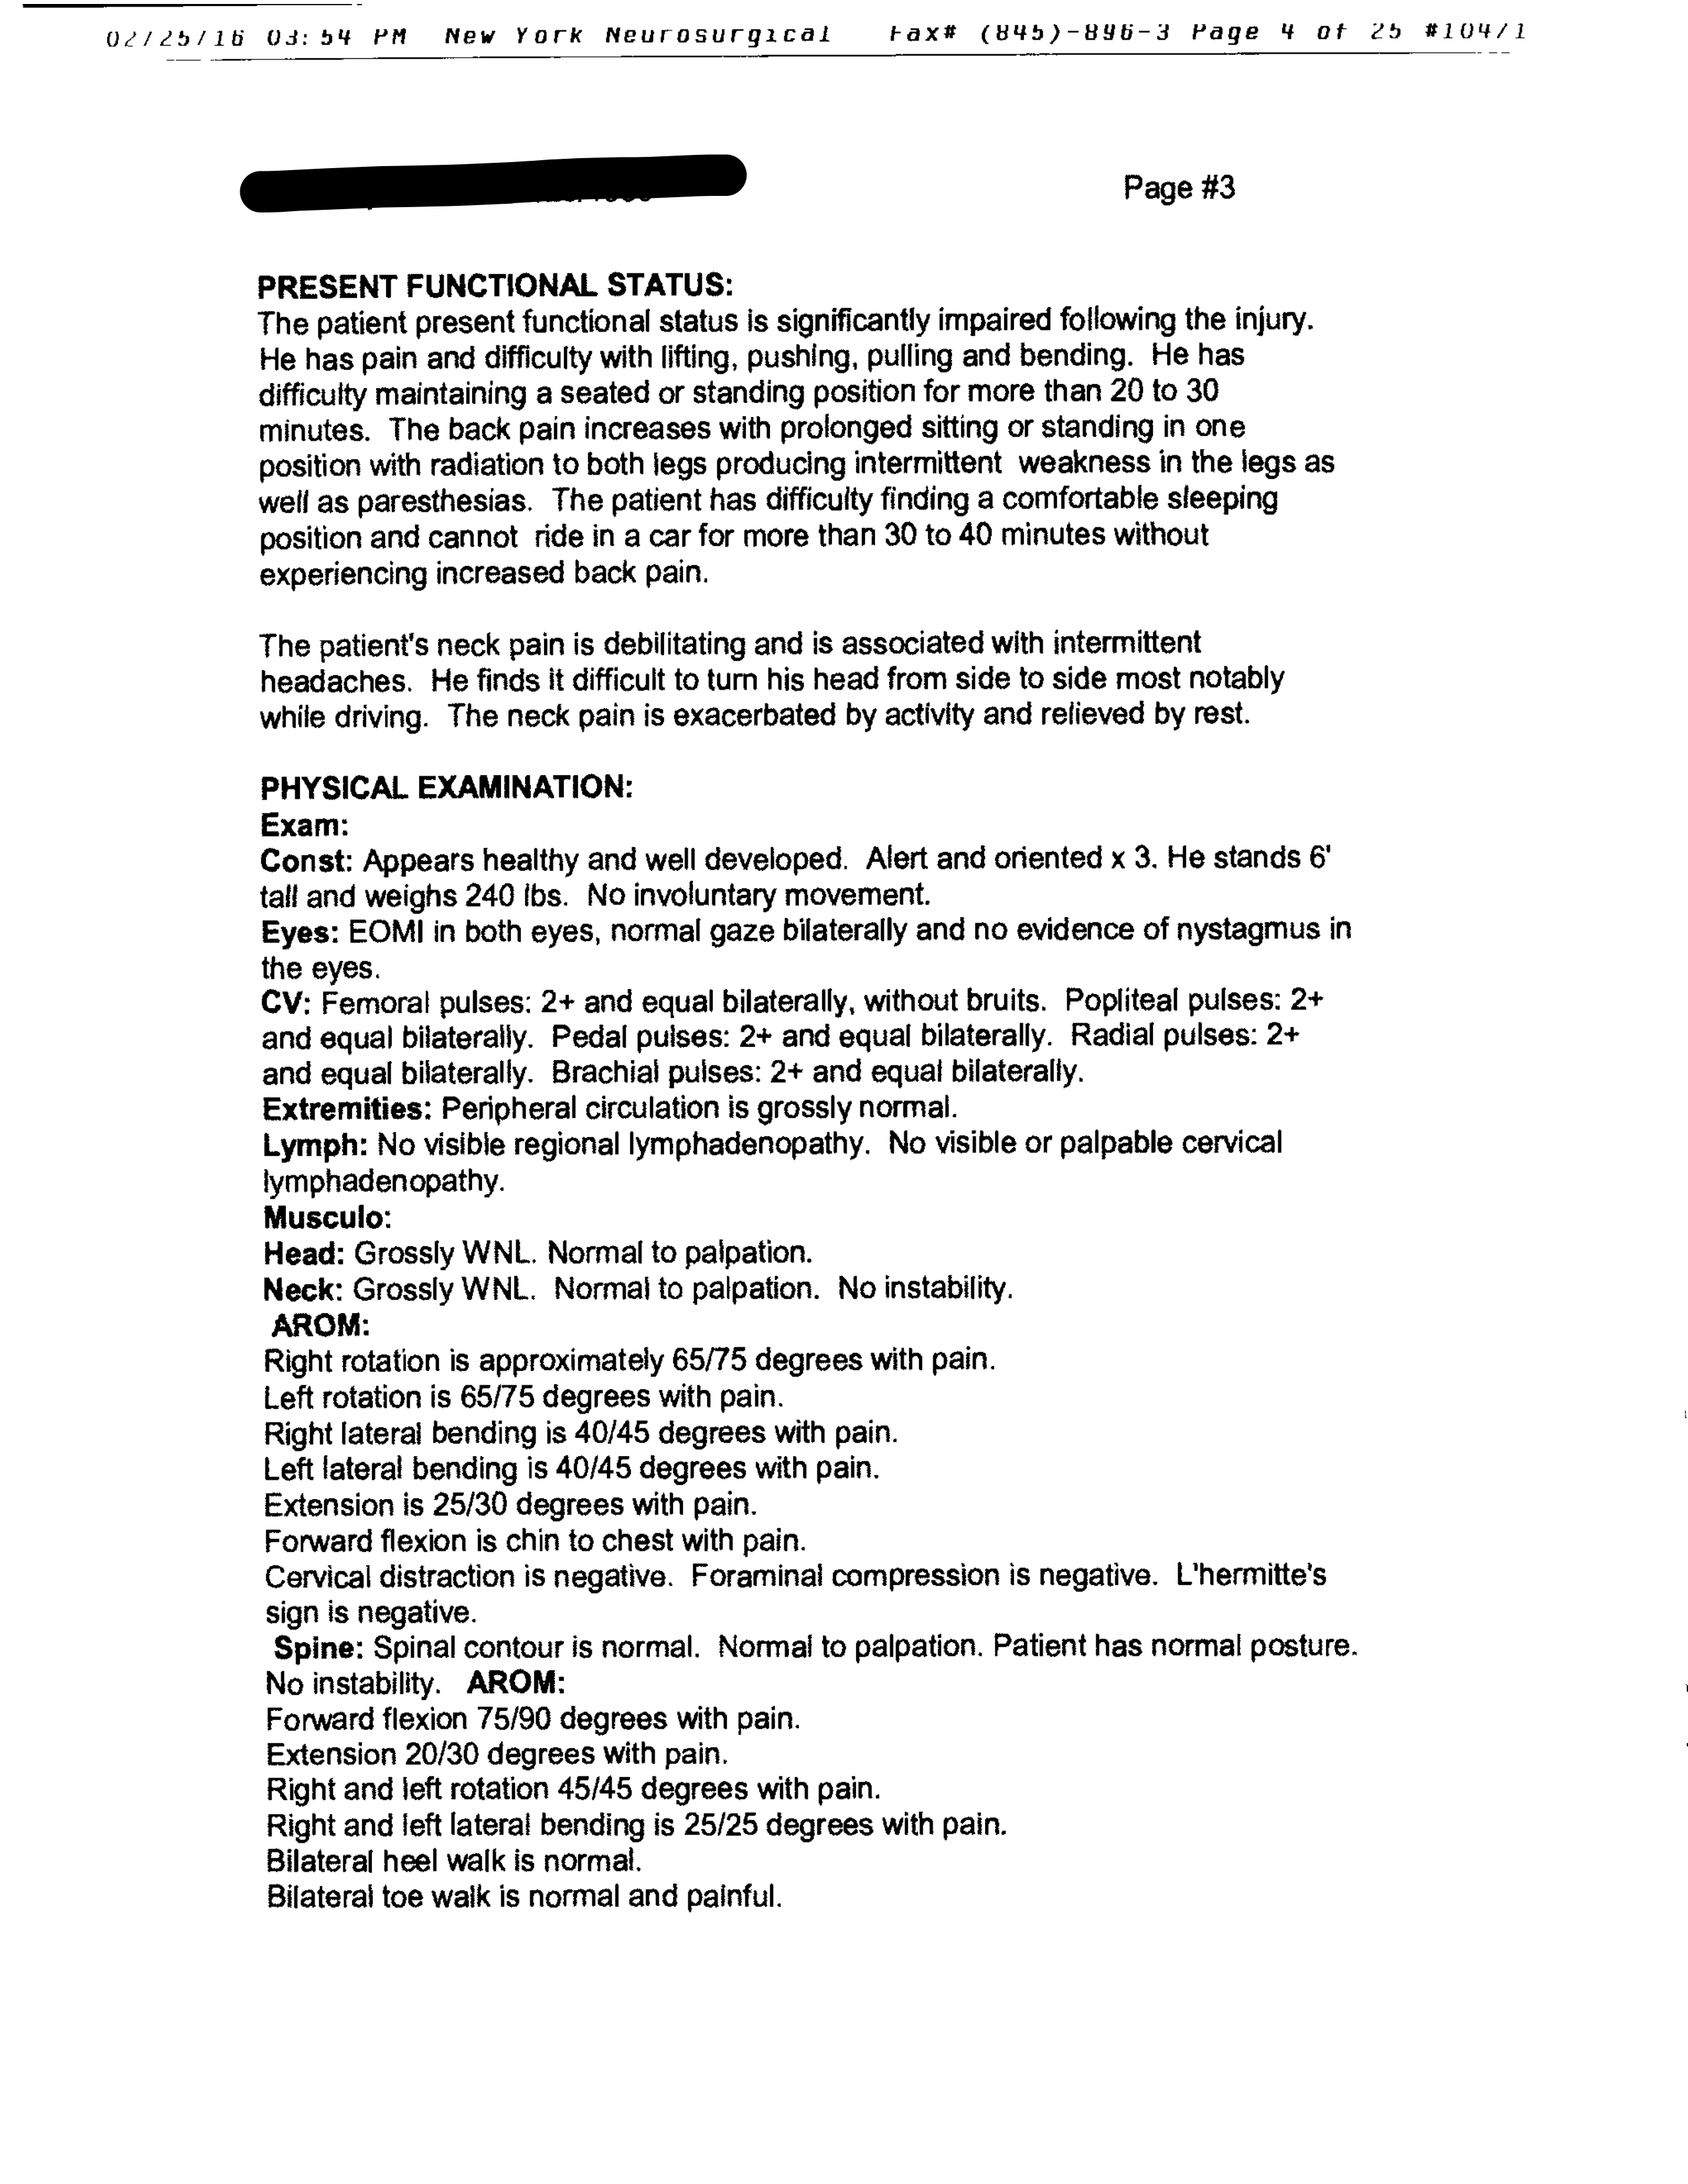 02/25/16 03:54 PM New York Neurosurgical Fax# (845)-896-3 Page 4 of 25 #104/1
Page #3
PRESENT FUNCTIONAL STATUS:
The patient present functional status is significantly impaired following the injury.
He has pain and difficulty with lifting, pushing, pulling and bending. He has
difficulty maintaining a seated or standing position for more than 20 to 30
minutes. The back pain increases with prolonged sitting or standing in one
position with radiation to both legs producing intermittent weakness in the legs as
well as paresthesias. The patient has difficulty finding a comfortable sleeping
position and cannot ride in a car for more than 30 to 40 minutes without
experiencing increased back pain.
The patient's neck pain is debilitating and is associated with intermittent
headaches. He finds it difficult to turn his head from side to side most notably
while driving. The neck pain is exacerbated by activity and relieved by rest.
PHYSICAL EXAMINATION:
Exam:
Const: Appears healthy and well developed. Alert and oriented x 3. He stands 6'
tall and weighs 240 lbs. No involuntary movement.
Eyes: EOMI in both eyes, normal gaze bilaterally and no evidence of nystagmus in
the eyes.
CV: Femoral pulses: 2+ and equal bilaterally, without bruits. Popliteal pulses: 2+
and equal bilaterally. Pedal pulses: 2+ and equal bilaterally. Radial pulses: 2+
and equal bilaterally. Brachial pulses: 2+ and equal bilaterally.
Extremities: Peripheral circulation is grossly normal.
Lymph: No visible regional lymphadenopathy. No visible or palpable cervical
lymphadenopathy.
Musculo:
Head: Grossly WNL. Normal to palpation.
Neck: Grossly WNL. Normal to palpation. No instability.
AROM:
Right rotation is approximately 65/75 degrees with pain.
Left rotation is 65/75 degrees with pain.
Right lateral bending is 40/45 degrees with pain.
Left lateral bending is 40/45 degrees with pain.
Extension is 25/30 degrees with pain.
Forward flexion is chin to chest with pain.
Cervical distraction is negative. Foraminal compression is negative. L'hermitte's
sign is negative.
Spine: Spinal contour is normal. Normal to palpation. Patient has normal posture.
No instability. AROM:
Forward flexion 75/90 degrees with pain.
Extension 20/30 degrees with pain.
Right and left rotation 45/45 degrees with pain.
Right and left lateral bending is 25/25 degrees with pain.
Bilateral heel walk is normal.
Bilateral toe walk is normal and painful.